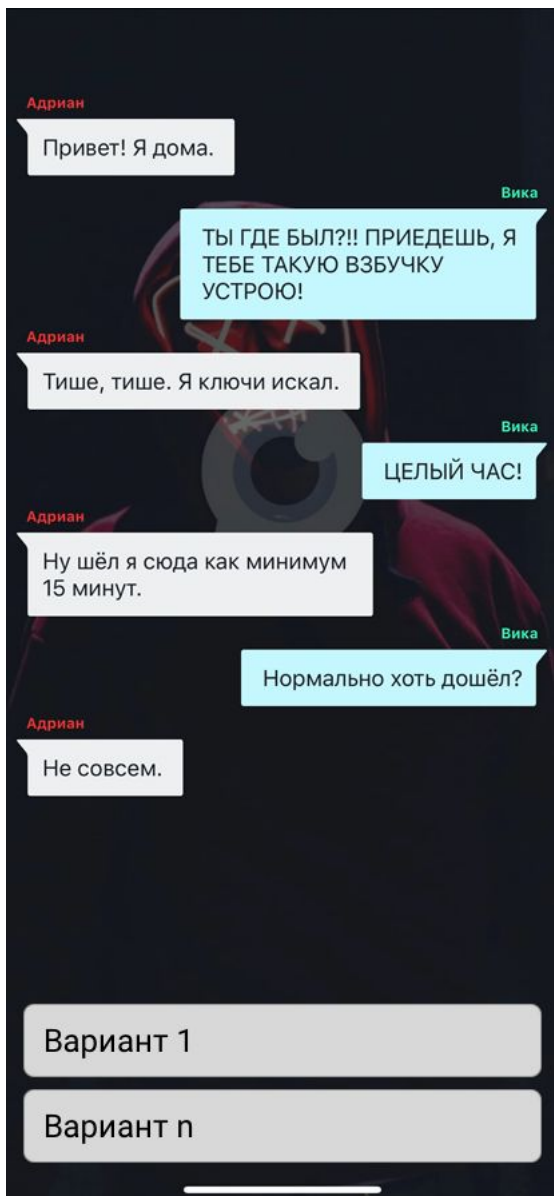 Адриан
Привет! Я дома.
Вика
ТЫ ГДЕ БЫЛ?!! ПРИЕДЕШЬ, Я
ТЕБЕ ТАКУЮ ВЗБУЧКУ
УСТРОЮ!
Адриан
Тише, тише. Я ключи искал.
Вика
ЦЕЛЫЙ ЧАС!
Адриан
Ну шёл я сюда как минимум
15 минут.
Вика
Нормально хоть дошёл?
Адриан
Не совсем.
Вариант 1
Вариант n